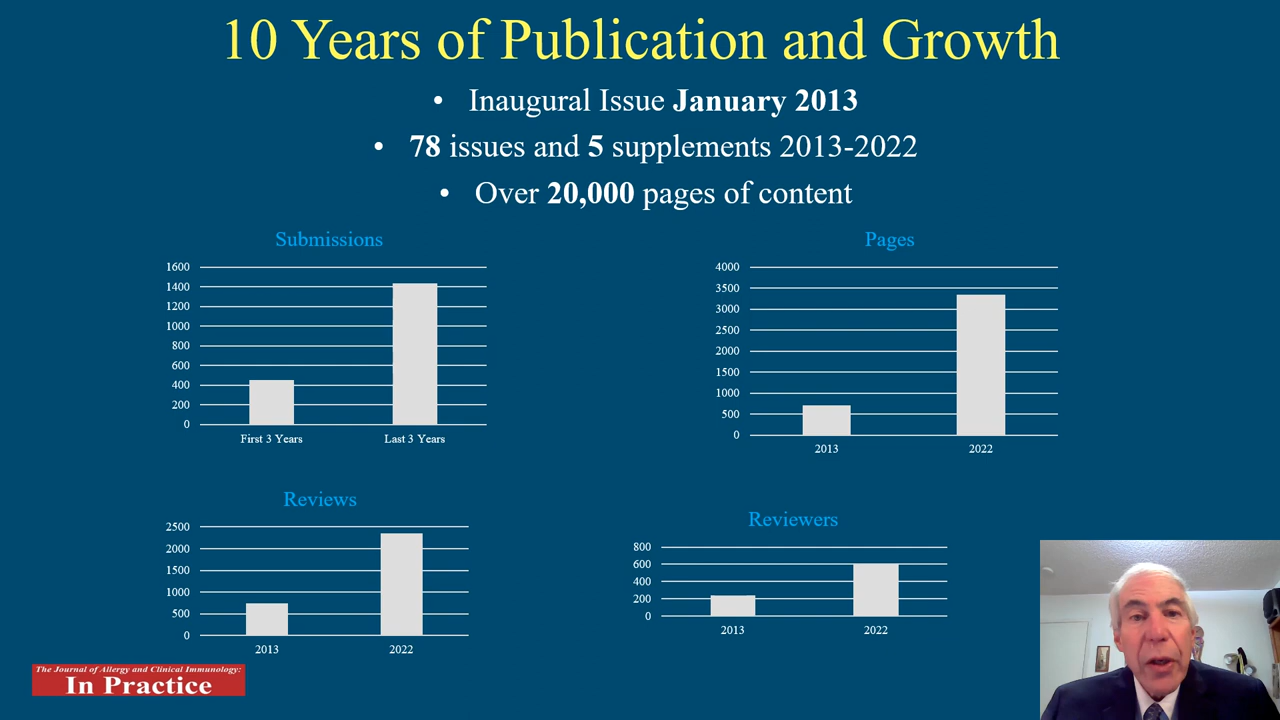 10 Years of Publication and Growth
• Inaugural Issue January 2013
• 78 issues and 5 supplements 2013-2022
• Over 20,000 pages of content
Submissions
1600
1400
1200
1000
800
600
400
200
0
First 3 Years Last 3 Years
Pages
4000
3500
3000
2500
2000
1500
1000
500
0
2013 2022
Reviews
2500
2000
1500
1000
500
0
2013 2022
Reviewers
800
600
400
200
0
2013 2022
The Journal of Allergy and Clinical Immunology:
In Practice